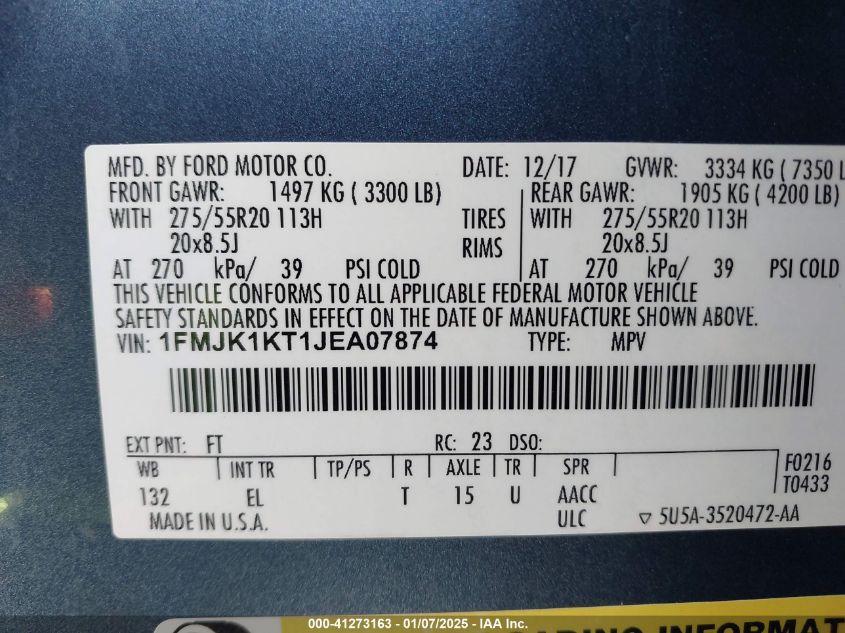 MFD. BY FORD MOTOR CO. DATE: 12/17 GVWR: 3334 KG ( 7350 L
FRONT GAWR: 1497 KG ( 3300 LB) REAR GAWR: 1905 KG ( 4200 LB)
WITH 275/55R20 113H TIRES WITH 275/55R20 113H
20x8.5J RIMS 20x8.5J
AT 270 kPa/ 39 PSI COLD AT 270 kPa/ 39 PSI COLD
THIS VEHICLE CONFORMS TO ALL APPLICABLE FEDERAL MOTOR VEHICLE
SAFETY STANDARDS IN EFFECT ON THE DATE OF MANUFACTURE SHOWN ABOVE.
VIN: 1FMJK1KT1JEA07874 TYPE: MPV
EXT PNT: FT RC: 23 DSO:
WB INT TR TP/PS R AXLE TR SPR F0216
132 EL T 15 U AACC T0433
MADE IN U.S.A. ULC ▽ 5U5A-3520472-AA
000-41273163 - 01/07/2025 - IAA Inc.